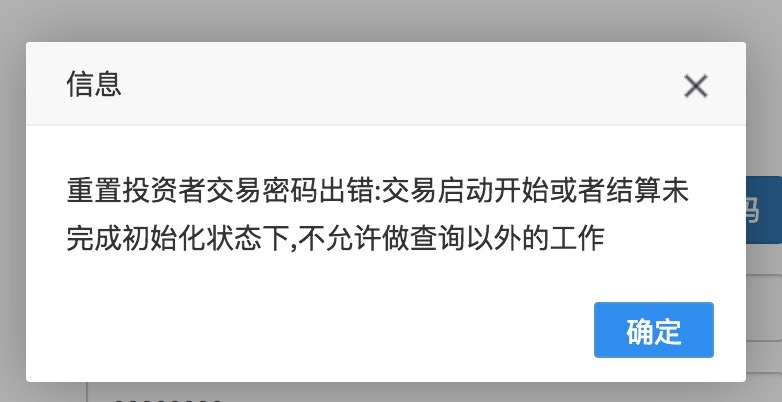 信息
重置投资者交易密码出错:交易启动开始或者结算未
完成初始化状态下,不允许做查询以外的工作
确定
码